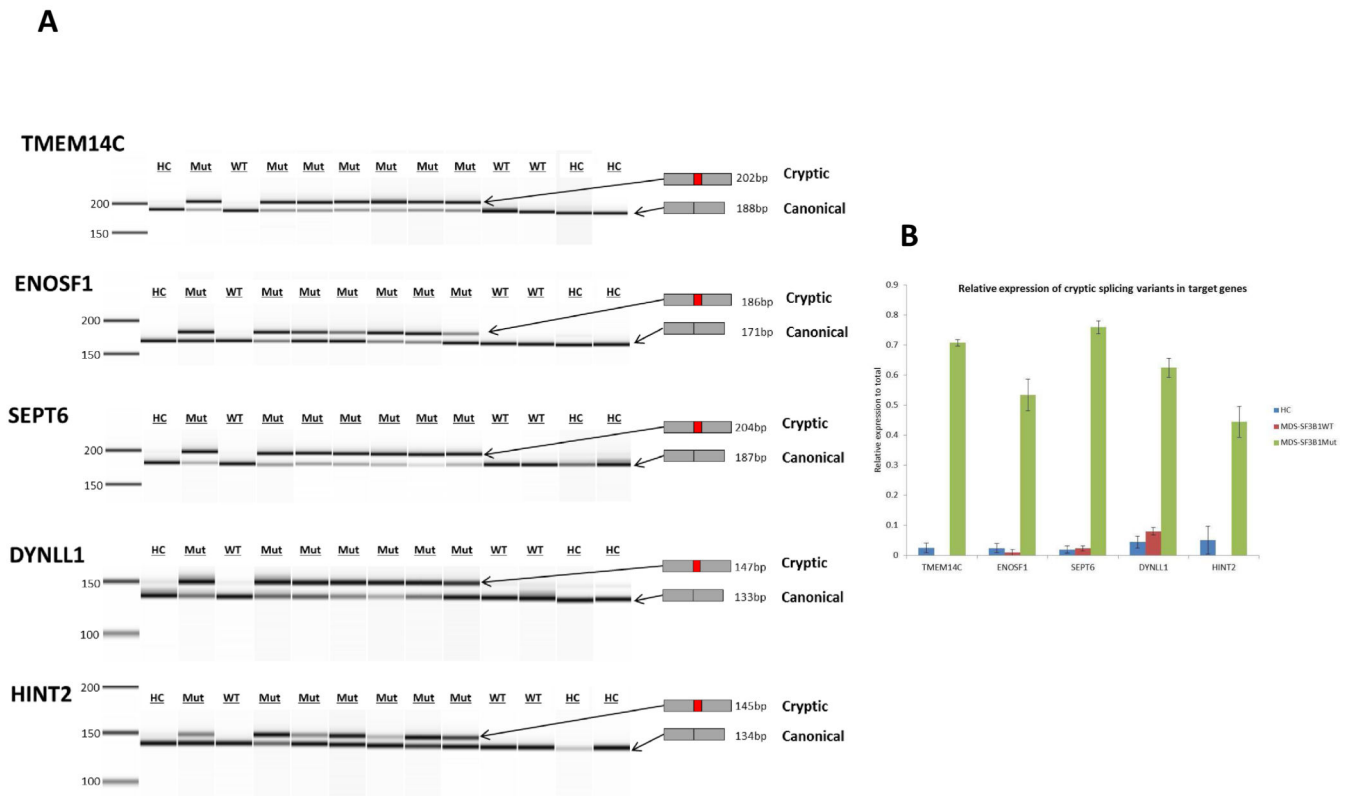 A
TMEM14C
HC Mut WT Mut Mut Mut Mut Mut Mut WT WT HC HC
202bp Cryptic
200
188bp Canonical
150
ENOSF1
HC Mut WT Mut Mut Mut Mut Mut Mut WT WT HC HC
186bp Cryptic
200
171bp Canonical
150
SEPT6
HC Mut WT Mut Mut Mut Mut Mut Mut WT WT HC HC
204bp Cryptic
200
187bp Canonical
150
DYNLL1
HC Mut WT Mut Mut Mut Mut Mut Mut WT WT HC HC
147bp Cryptic
150
133bp Canonical
100
HINT2
200
HC Mut WT Mut Mut Mut Mut Mut Mut WT WT HC HC
145bp Cryptic
150
134bp Canonical
100
B
Relative expression of cryptic splicing variants in target genes
Relative expression to total
0.9
0.8
0.7
0.6
0.5
0.4
0.3
0.2
0.1
0
TMEM14C ENOSF1 SEPT6 DYNLL1 HINT2
HC
MDS-SF3B1WT
MDS-SF3B1Mut